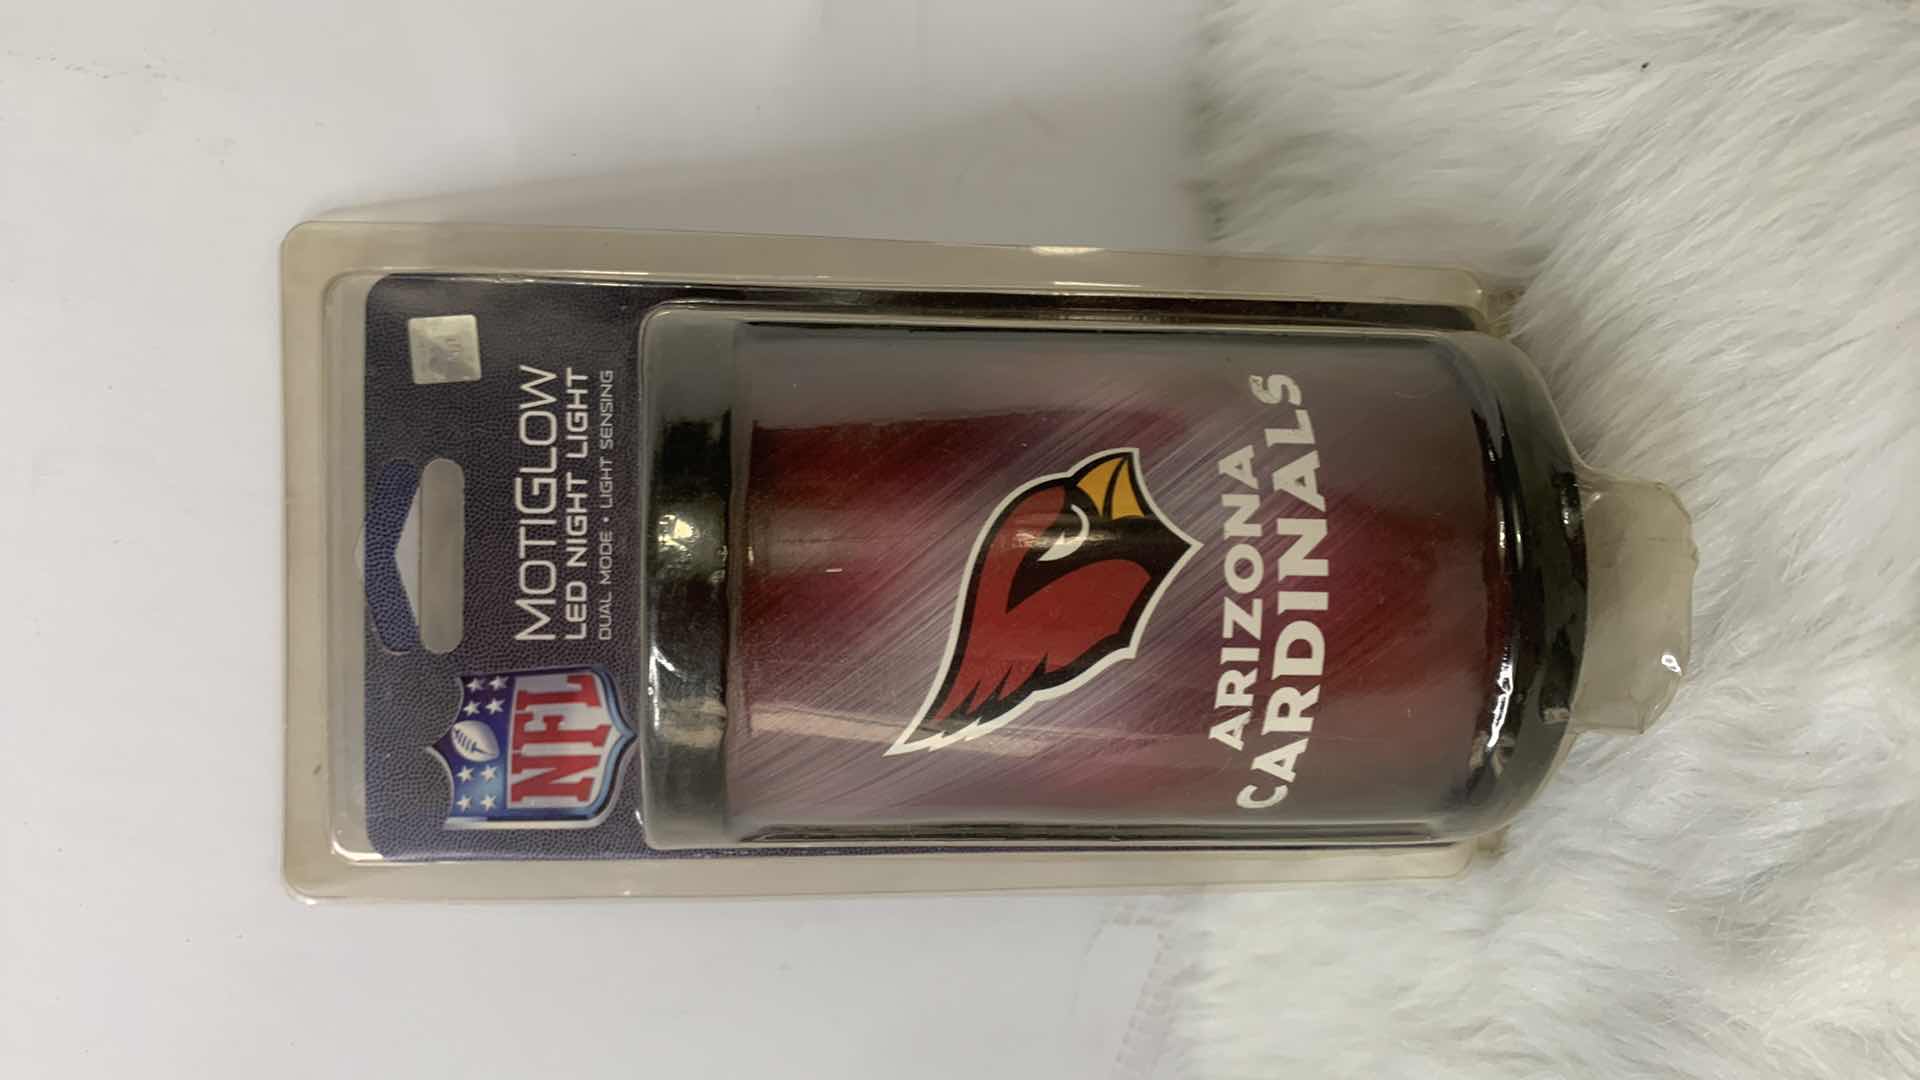 NFL
MOTIGLOW
LED NIGHT LIGHT
DUAL MODE • LIGHT SENSING
ARIZONA
CARDINALS